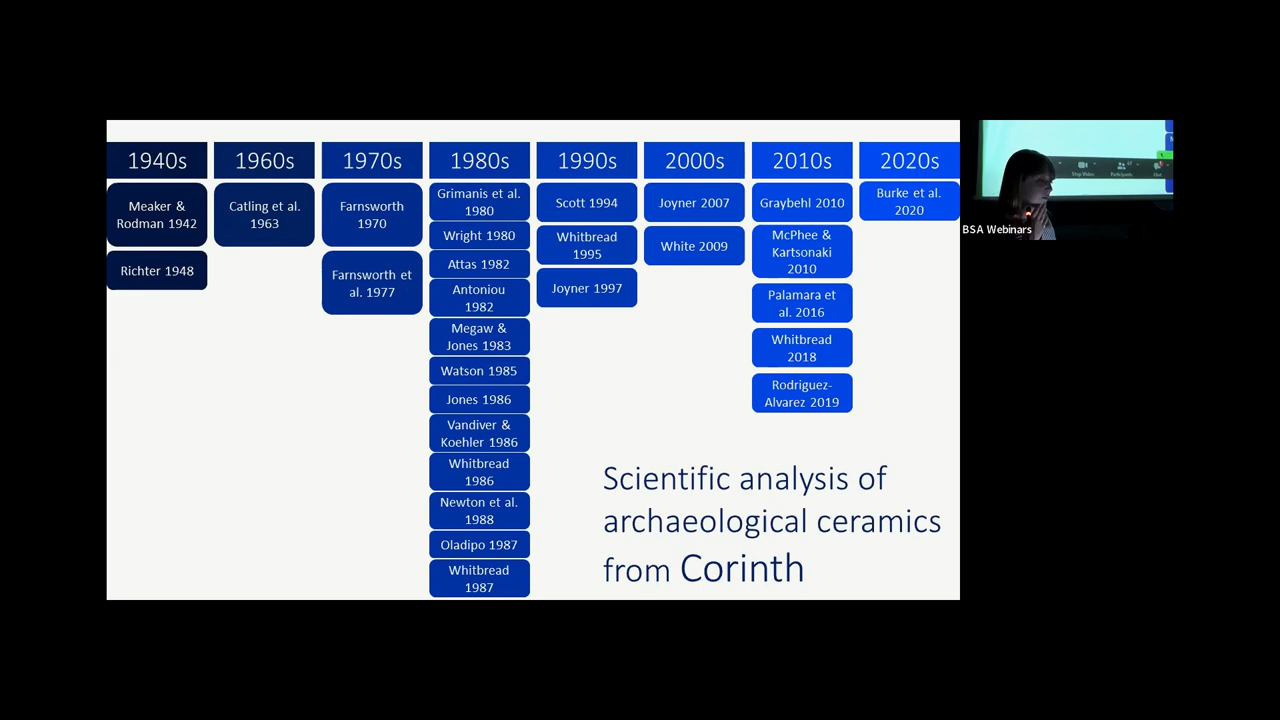 1940s
Meaker &
Rodman 1942
Richter 1948
1960s
Catling et al.
1963
1970s
Farnsworth
1970
Farnsworth et
al. 1977
1980s
Grimanis et al.
1980
Wright 1980
Attas 1982
Antoniou
1982
Megaw &
Jones 1983
Watson 1985
Jones 1986
Vandiver &
Koehler 1986
Whitbread
1986
Newton et al.
1988
Oladipo 1987
Whitbread
1987
1990s
Scott 1994
Whitbread
1995
Joyner 1997
2000s
Joyner 2007
White 2009
2010s
Graybehl 2010
McPhee &
Kartsonaki
2010
Palamara et
al. 2016
Whitbread
2018
Rodriguez-
Alvarez 2019
2020s
Burke et al.
2020
Scientific analysis of
archaeological ceramics
from Corinth
Stop Video
Participants
Chat
BSA Webinars